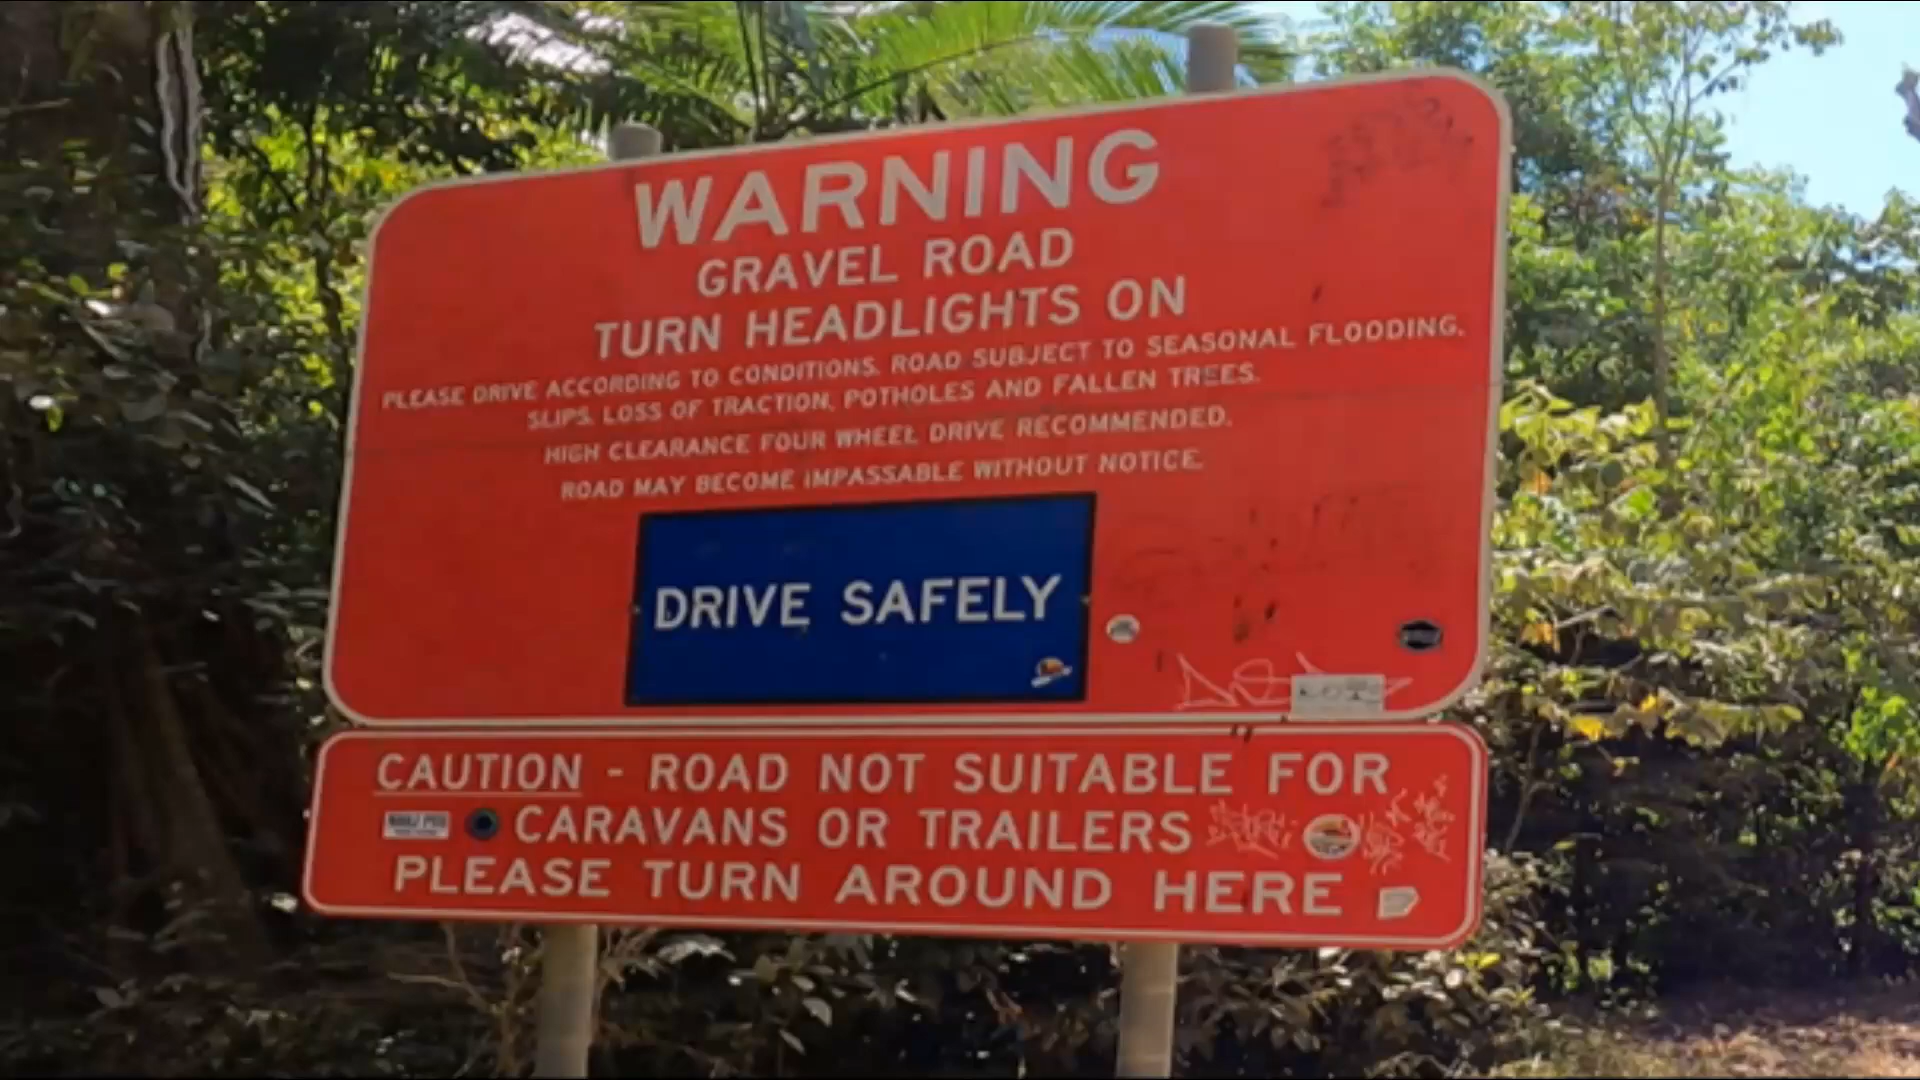 WARNING
GRAVEL ROAD
TURN HEADLIGHTS ON
PLEASE DRIVE ACCORDING TO CONDITIONS. ROAD SUBJECT TO SEASONAL FLOODING,
SLIPS, LOSS OF TRACTION, POTHOLES AND FALLEN TREES.
HIGH CLEARANCE FOUR WHEEL DRIVE RECOMMENDED.
ROAD MAY BECOME IMPASSABLE WITHOUT NOTICE.
DRIVE SAFELY
CAUTION - ROAD NOT SUITABLE FOR
CARAVANS OR TRAILERS
PLEASE TURN AROUND HERE